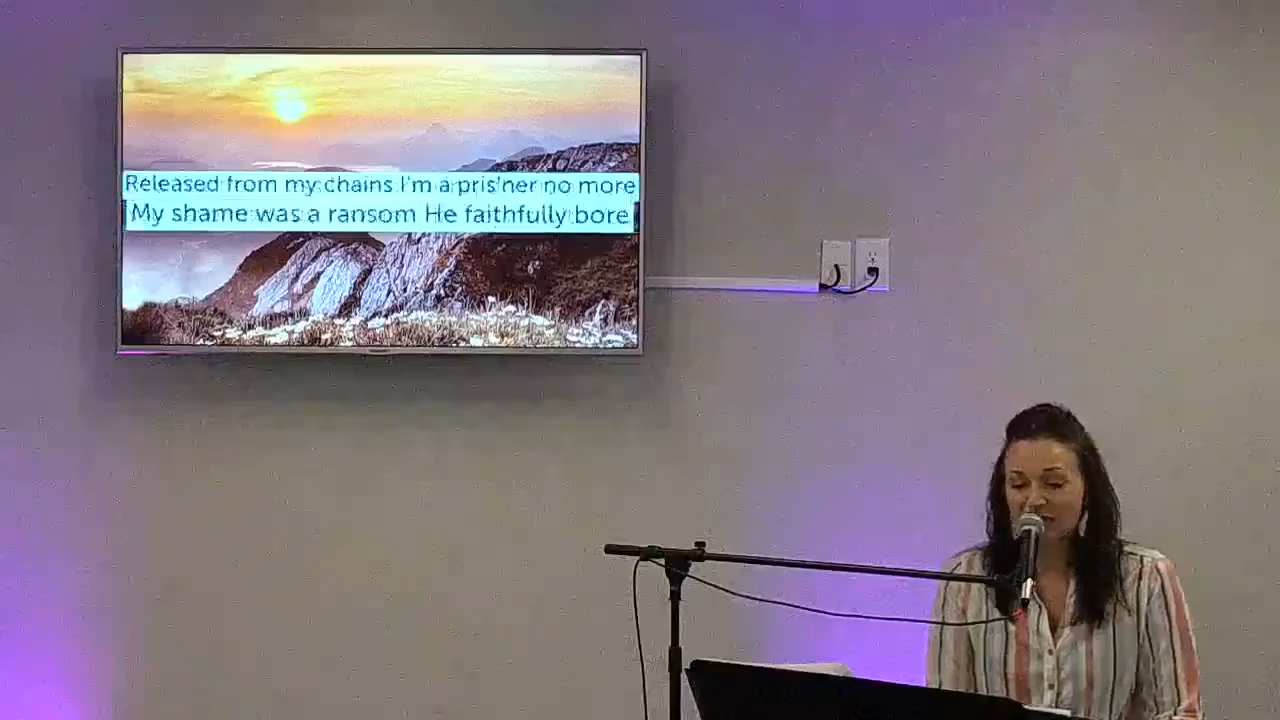 Released from my chains I'm a pris'ner no more
My shame was a ransom He faithfully bore